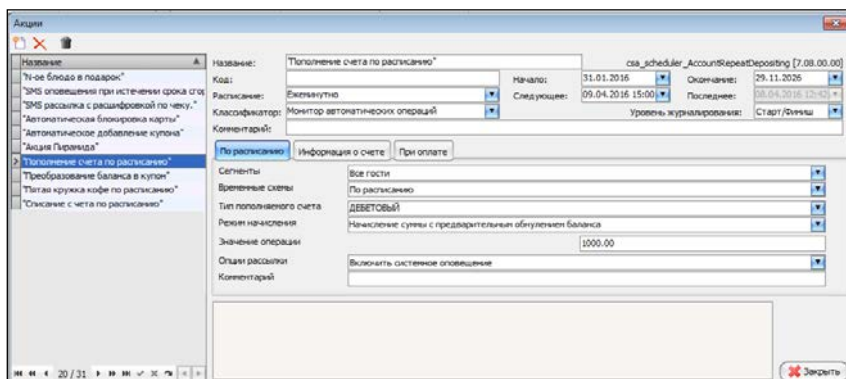 Акции
Название
"N-ое блюдо в подарок"
"SMS оповещения при истечении срока
"SMS рассылка с расшифровкой по чеку."
"Автоматическая блокировка карты"
"Автоматическое добавление купона"
"Акция Пирамида"
"Пополнение счета по расписанию"
"Преобразование баланса в купон"
"Пятая кружка кофе по расписанию"
"Списание с чета по расписанию"
20 / 31
Название: "Пополнение счета по расписанию" csa_scheduler_AccountRepeatDepositing [7.08.00.00]
Код: Начало: 31.01.2016 Окончание: 29.11.2026
Расписание: Ежеминутно Следующее: 09.04.2016 15:00 Последнее: 08.04.2016 12:42
Классификатор: Монитор автоматических операций Уровень журналирования: Старт/Финиш
Комментарий:
По расписанию Информация о счете При оплате
Сегменты Все гости
Временные схемы По расписанию
Тип пополняемого счета ДЕБЕТОВЫЙ
Режим начисления Начисление суммы с предварительным обнулением баланса
Значение операции 1000.00
Опции рассылки Включить системное оповещение
Комментарий
Закрыть